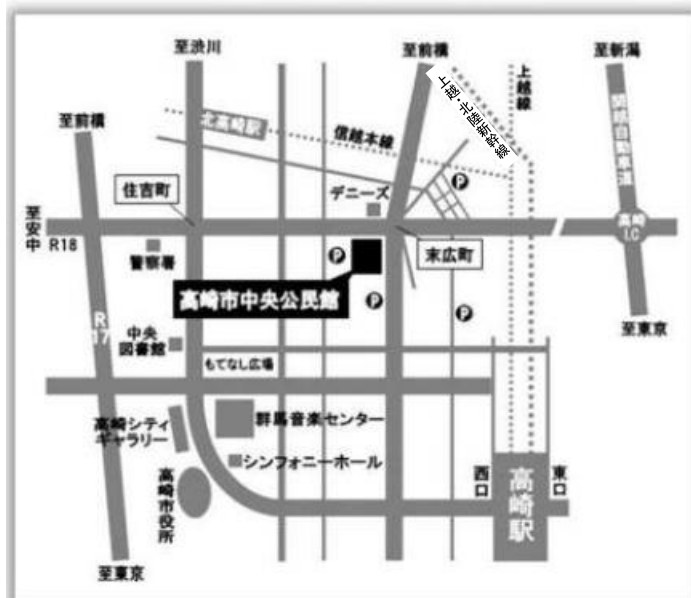 至渋川
至前橋
至新潟
上越線
上越・北陸新幹線
関越自動車道
北高崎駅
信越本線
至前橋
住吉町
デニーズ
P
至安中
R18
高崎
I.C
警察署
P
末広町
高崎市中央公民館
P
P
R
17
中央
図書館
至東京
もてなし広場
高崎シティ
ギャラリー
群馬音楽センター
シンフォニーホール
高崎市役所
西口
高崎駅
東口
至東京